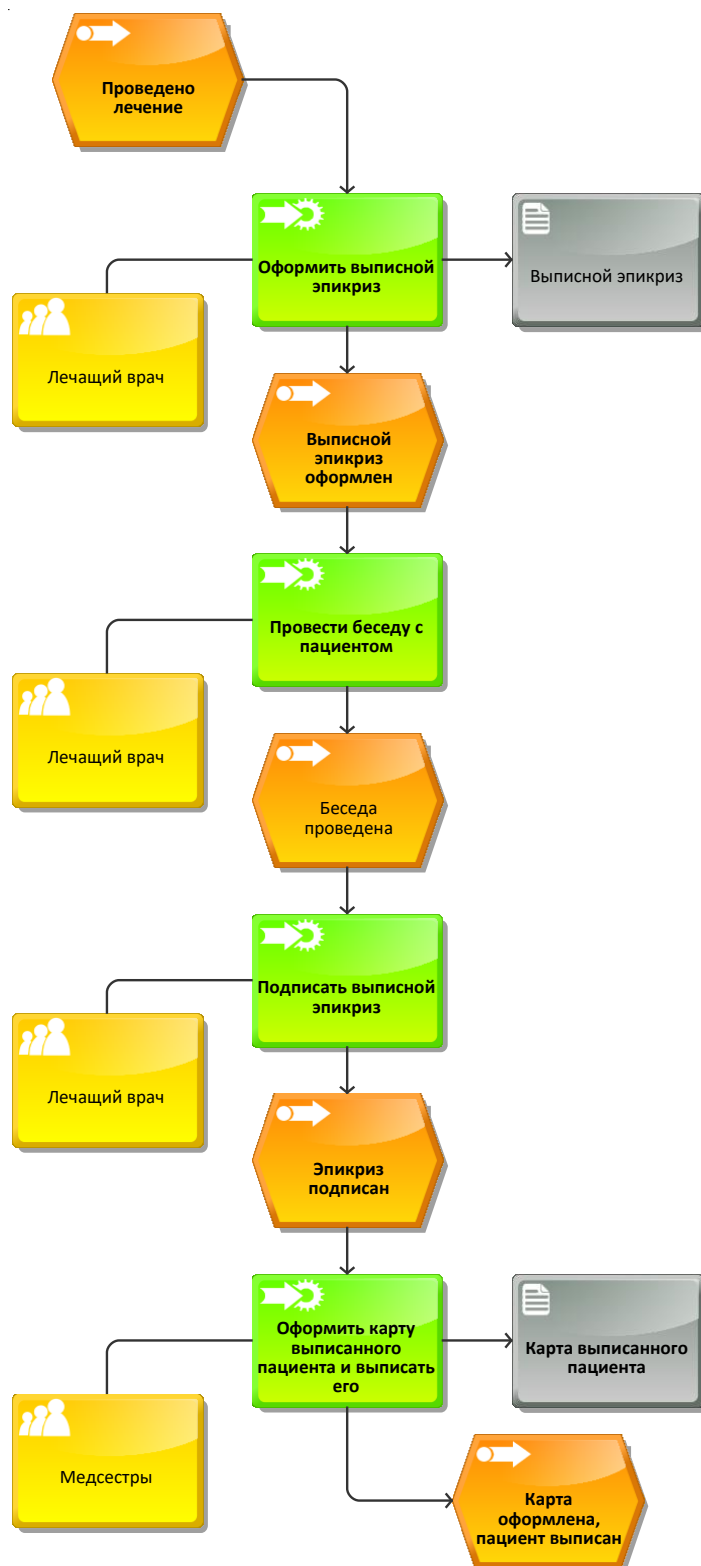 Проведено
лечение
Оформить выписной
эпикриз
Выписной эпикриз
Лечащий врач
Выписной
эпикриз
оформлен
Провести беседу с
пациентом
Лечащий врач
Беседа
проведена
Подписать выписной
эпикриз
Лечащий врач
Эпикриз
подписан
Оформить карту
выписанного
пациента и выписать
его
Карта выписанного
пациента
Медсестры
Карта
оформлена,
пациент выписан